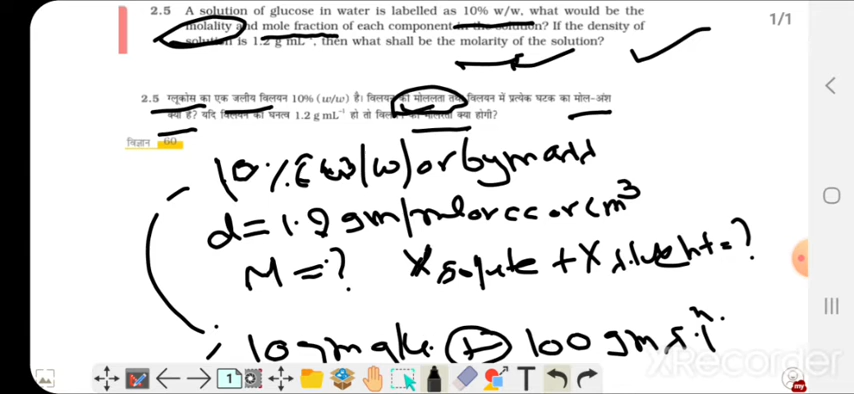 2.5 A solution of glucose in water is labelled as 10% w/w, what would be the
molality and mole fraction of each component in the solution? If the density of
solution is 1.2 g mL⁻¹, then what shall be the molarity of the solution?
1/1
2.5 ग्लूकोस का एक जलीय विलयन 10% (w/w) है। विलयन की मोललता तथा विलयन में प्रत्येक घटक का मोल-अंश
क्या है? यदि विलयन का घनत्व 1.2 g mL⁻¹ हो तो विलयन की मोलरता क्या होगी?
विज्ञान 60
10% (w/w) or by
d = 1.2 gm/ml or cc or cm³
M = ? X solute + X = ?
10 gm 100 gm
XRecorder
1
T
my